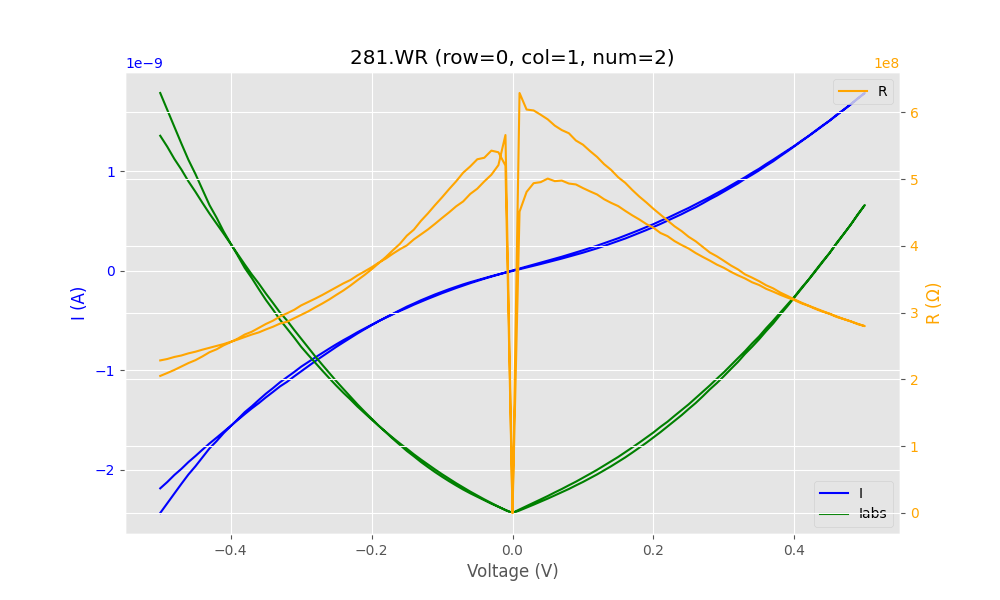 281.WR (row=0, col=1, num=2)
1e−9
1e8
R
6
5
4
3
2
1
0
1
0
−1
−2
I (A)
R (Ω)
I
Iabs
−0.4
−0.2
0.0
0.2
0.4
Voltage (V)